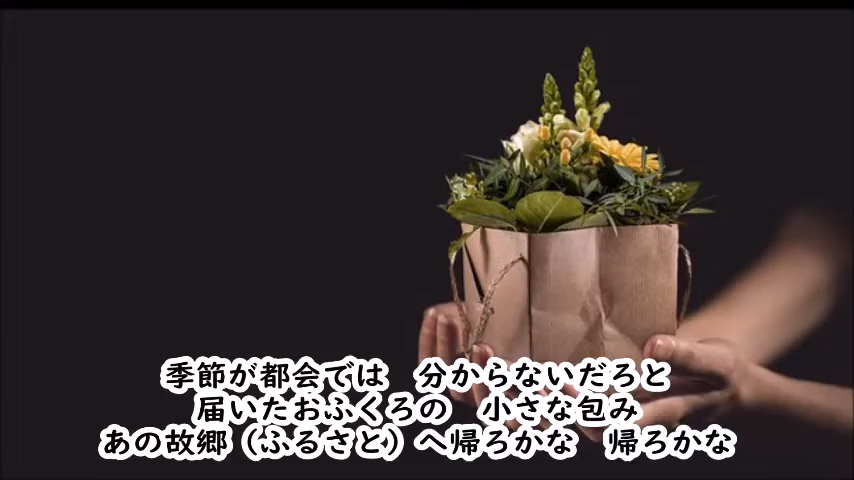 季節が都会では　分からないだろと
届いたおふくろの　小さな包み
あの故郷（ふるさと）へ帰ろかな　帰ろかな